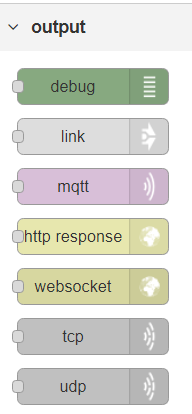 output
debug
link
mqtt
http response
websocket
tcp
udp